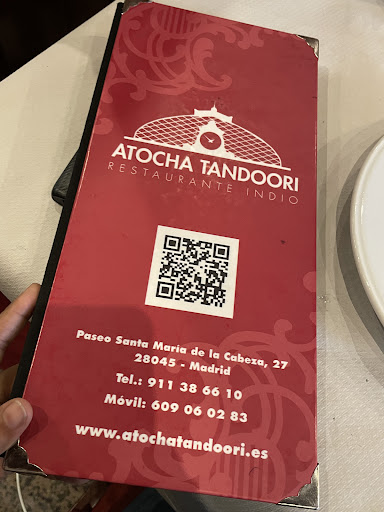 ATOCHA TANDOORI
RESTAURANTE INDIO
Paseo Santa María de la Cabeza, 27
28045 - Madrid
Tel.: 911 38 66 10
Móvil: 609 06 02 83
www.atochatandoori.es